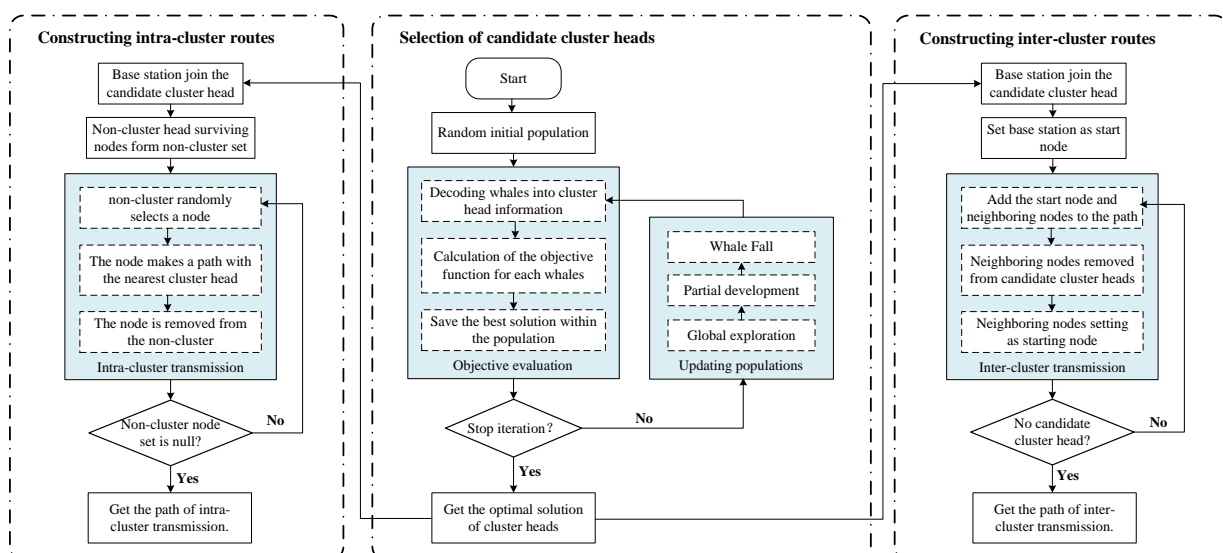 Constructing intra-cluster routes
Base station join the
candidate cluster head
Non-cluster head surviving
nodes form non-cluster set
non-cluster randomly
selects a node
The node makes a path with
the nearest cluster head
The node is removed from
the non-cluster
Intra-cluster transmission
Non-cluster node
set is null?
No
Yes
Get the path of intra-
cluster transmission.
Selection of candidate cluster heads
Start
Random initial population
Decoding whales into cluster
head information
Calculation of the objective
function for each whales
Save the best solution within
the population
Objective evaluation
Whale Fall
Partial development
Global exploration
Updating populations
Stop iteration?
No
Yes
Get the optimal solution
of cluster heads
Constructing inter-cluster routes
Base station join the
candidate cluster head
Set base station as start
node
Add the start node and
neighboring nodes to the path
Neighboring nodes removed
from candidate cluster heads
Neighboring nodes setting
as starting node
Inter-cluster transmission
No candidate
cluster head?
No
Yes
Get the path of inter-
cluster transmission.